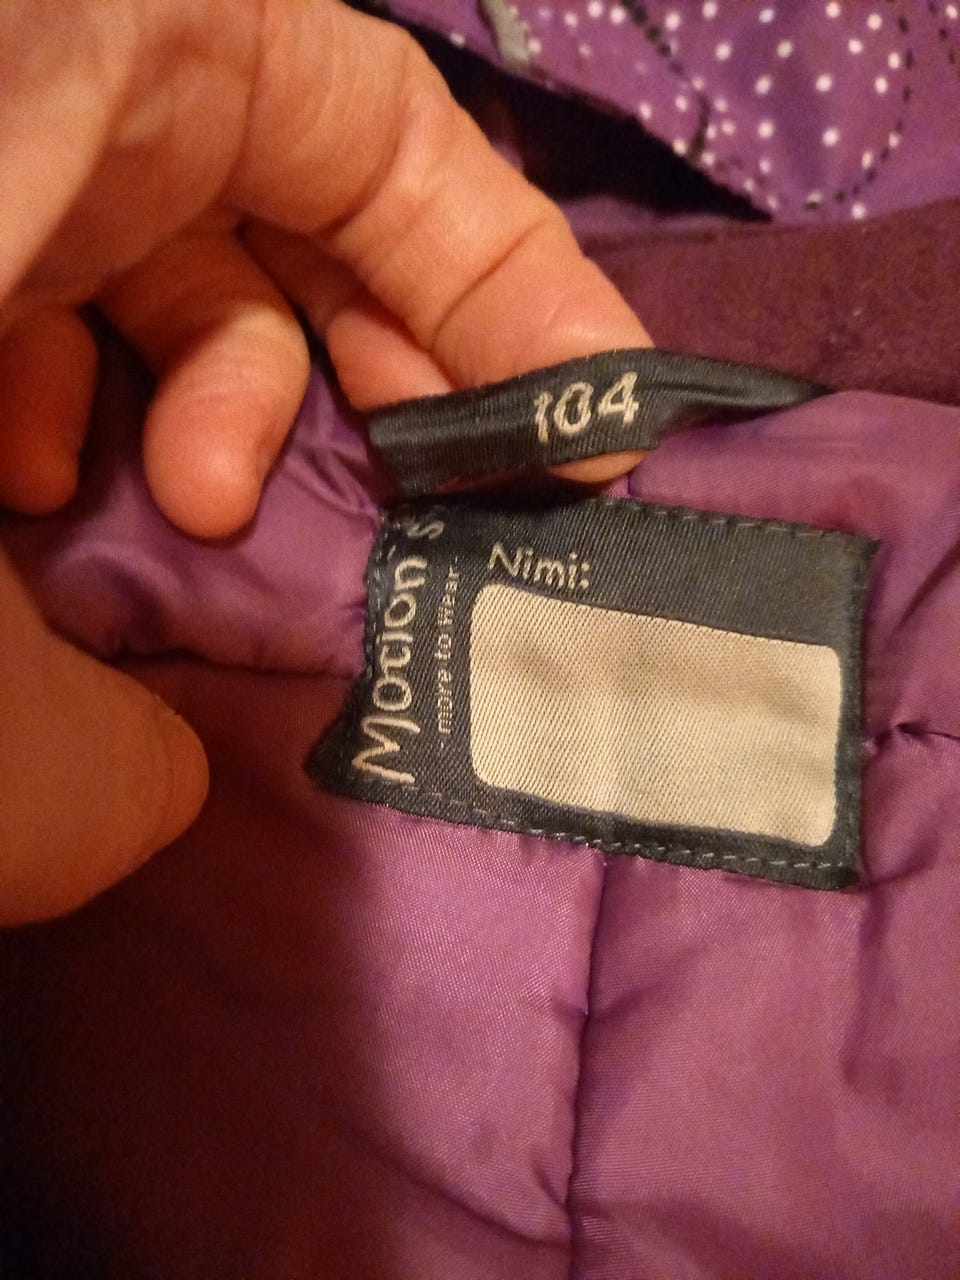 104
Motion´s
- more to wear -
Nimi: